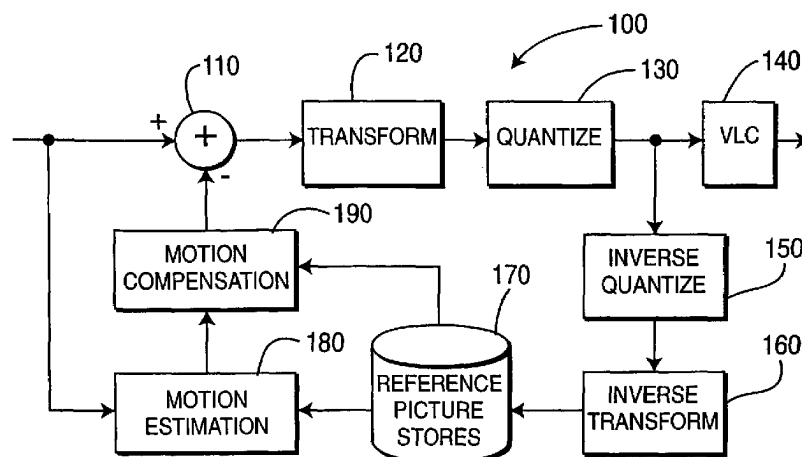 100
120
130
140
110
+
+
-
TRANSFORM
QUANTIZE
VLC
190
MOTION
COMPENSATION
INVERSE
QUANTIZE
150
170
180
MOTION
ESTIMATION
REFERENCE
PICTURE
STORES
INVERSE
TRANSFORM
160